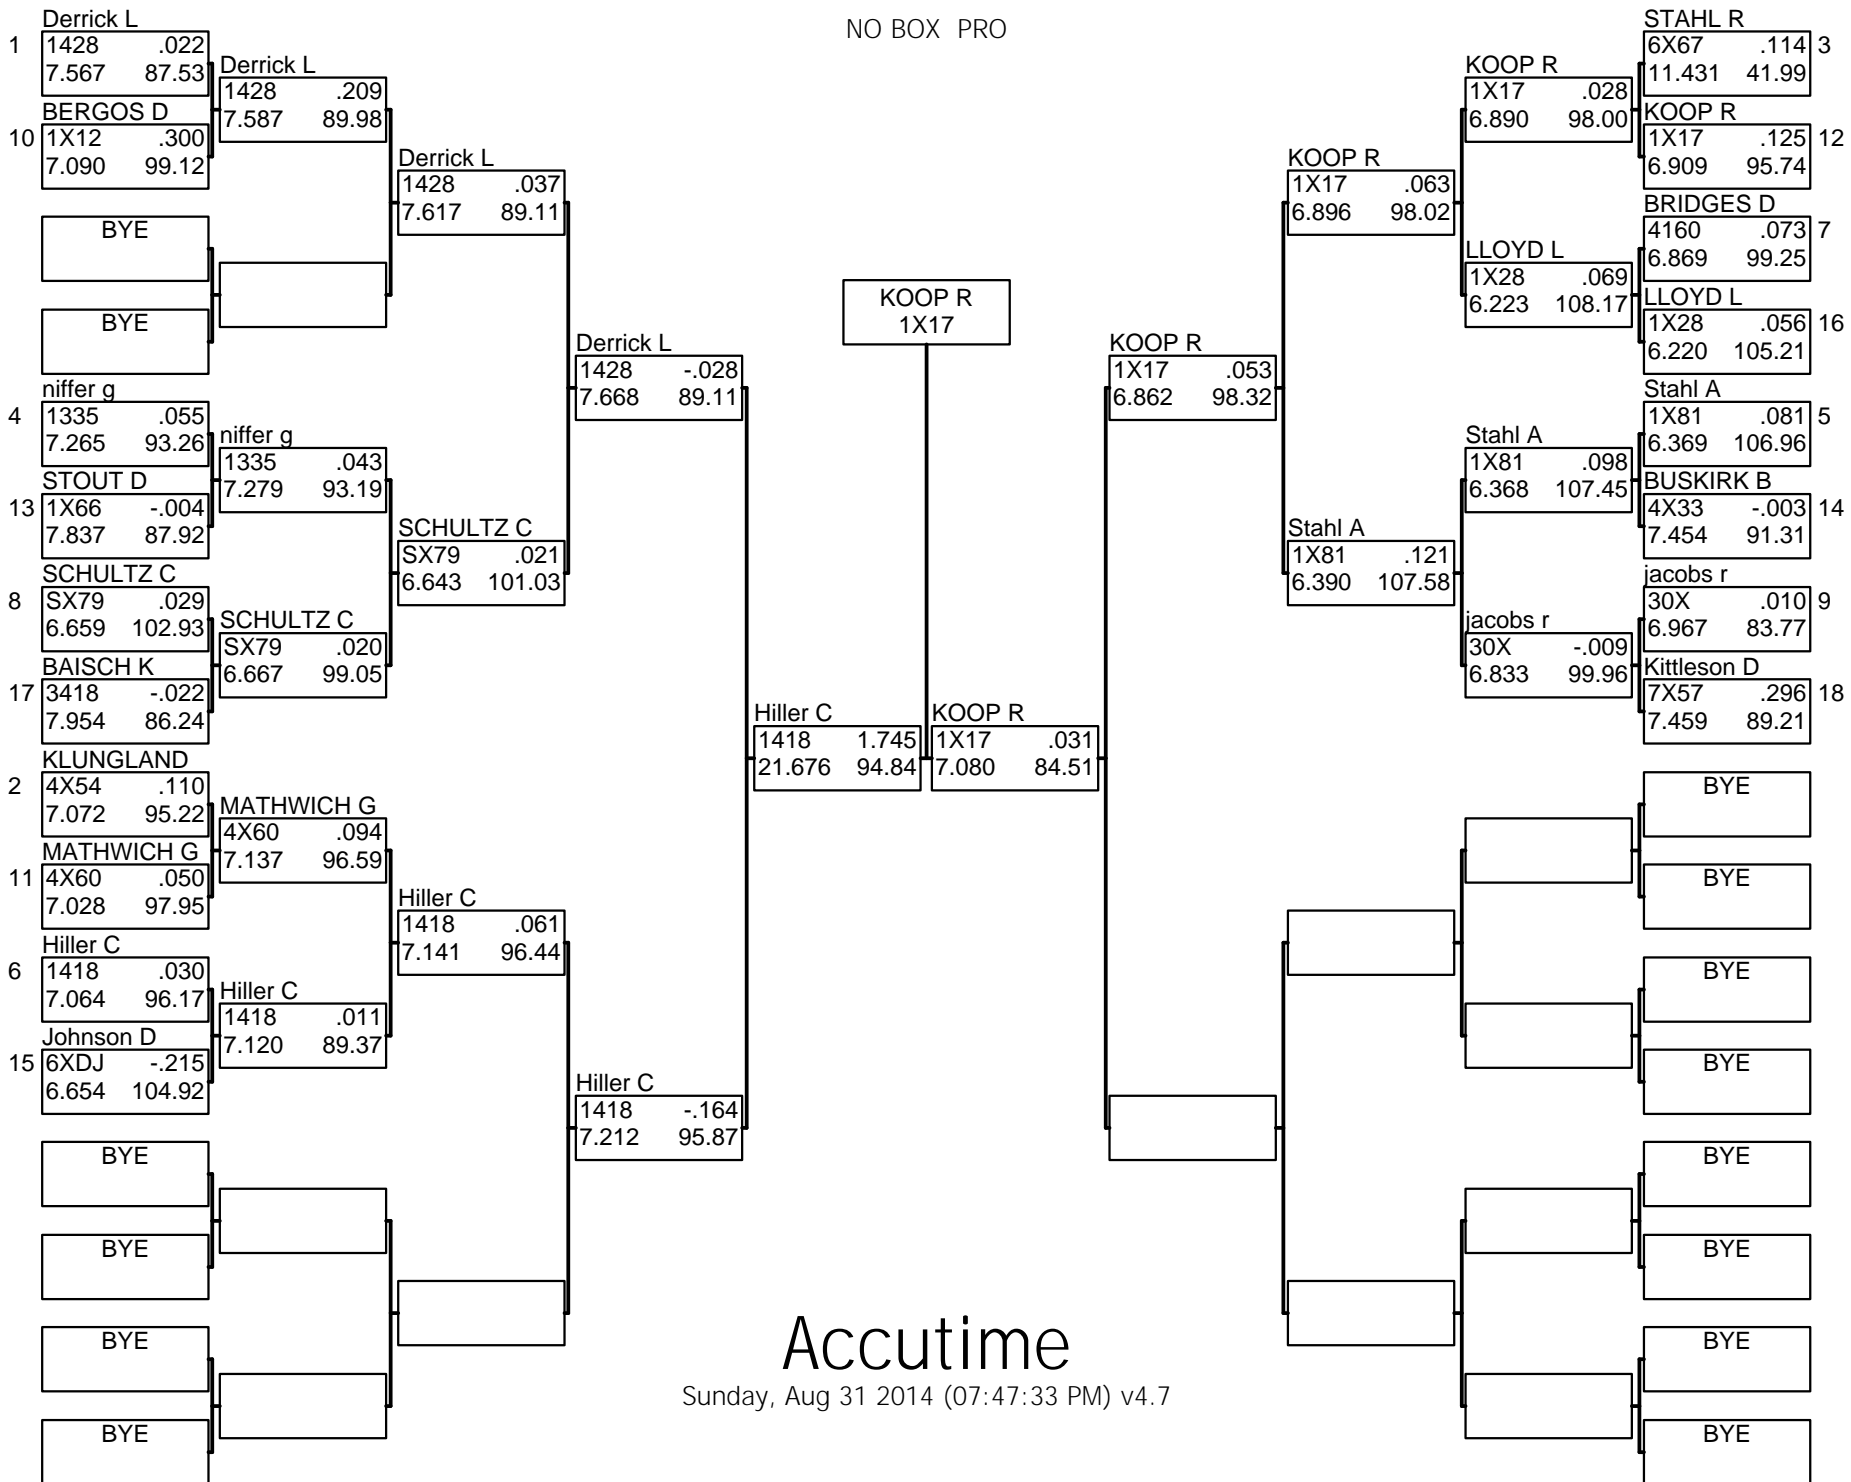 NO BOX PRO
Derrick L
1 1428 .022
7.567 87.53
BERGOS D
10 1X12 .300
7.090 99.12
BYE
BYE
niffer g
4 1335 .055
7.265 93.26
STOUT D
13 1X66 -.004
7.837 87.92
SCHULTZ C
8 SX79 .029
6.659 102.93
BAISCH K
17 3418 -.022
7.954 86.24
KLUNGLAND
2 4X54 .110
7.072 95.22
MATHWICH G
11 4X60 .050
7.028 97.95
Hiller C
6 1418 .030
7.064 96.17
Johnson D
15 6XDJ -.215
6.654 104.92
BYE
BYE
BYE
BYE
Derrick L
1428 .209
7.587 89.98
niffer g
1335 .043
7.279 93.19
SCHULTZ C
SX79 .020
6.667 99.05
MATHWICH G
4X60 .094
7.137 96.59
Hiller C
1418 .011
7.120 89.37
Derrick L
1428 .037
7.617 89.11
SCHULTZ C
SX79 .021
6.643 101.03
Hiller C
1418 .061
7.141 96.44
Derrick L
1428 -.028
7.668 89.11
Hiller C
1418 -.164
7.212 95.87
Hiller C
1418 1.745
21.676 94.84
KOOP R
1X17
KOOP R
1X17 .031
7.080 84.51
KOOP R
1X17 .053
6.862 98.32
KOOP R
1X17 .063
6.896 98.02
Stahl A
1X81 .121
6.390 107.58
KOOP R
1X17 .028
6.890 98.00
LLOYD L
1X28 .069
6.223 108.17
Stahl A
1X81 .098
6.368 107.45
jacobs r
30X -.009
6.833 99.96
STAHL R
6X67 .114 3
11.431 41.99
KOOP R
1X17 .125 12
6.909 95.74
BRIDGES D
4160 .073 7
6.869 99.25
LLOYD L
1X28 .056 16
6.220 105.21
Stahl A
1X81 .081 5
6.369 106.96
BUSKIRK B
4X33 -.003 14
7.454 91.31
jacobs r
30X .010 9
6.967 83.77
Kittleson D
7X57 .296 18
7.459 89.21
BYE
BYE
BYE
BYE
BYE
BYE
BYE
BYE
Accutime
Sunday, Aug 31 2014 (07:47:33 PM) v4.7